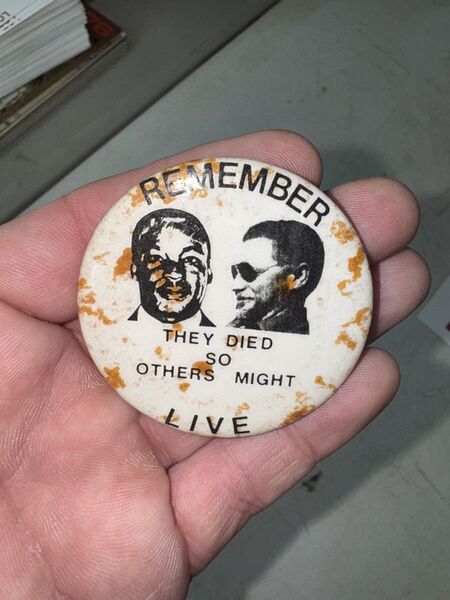 REMEMBER
THEY DIED
SO
OTHERS MIGHT
LIVE